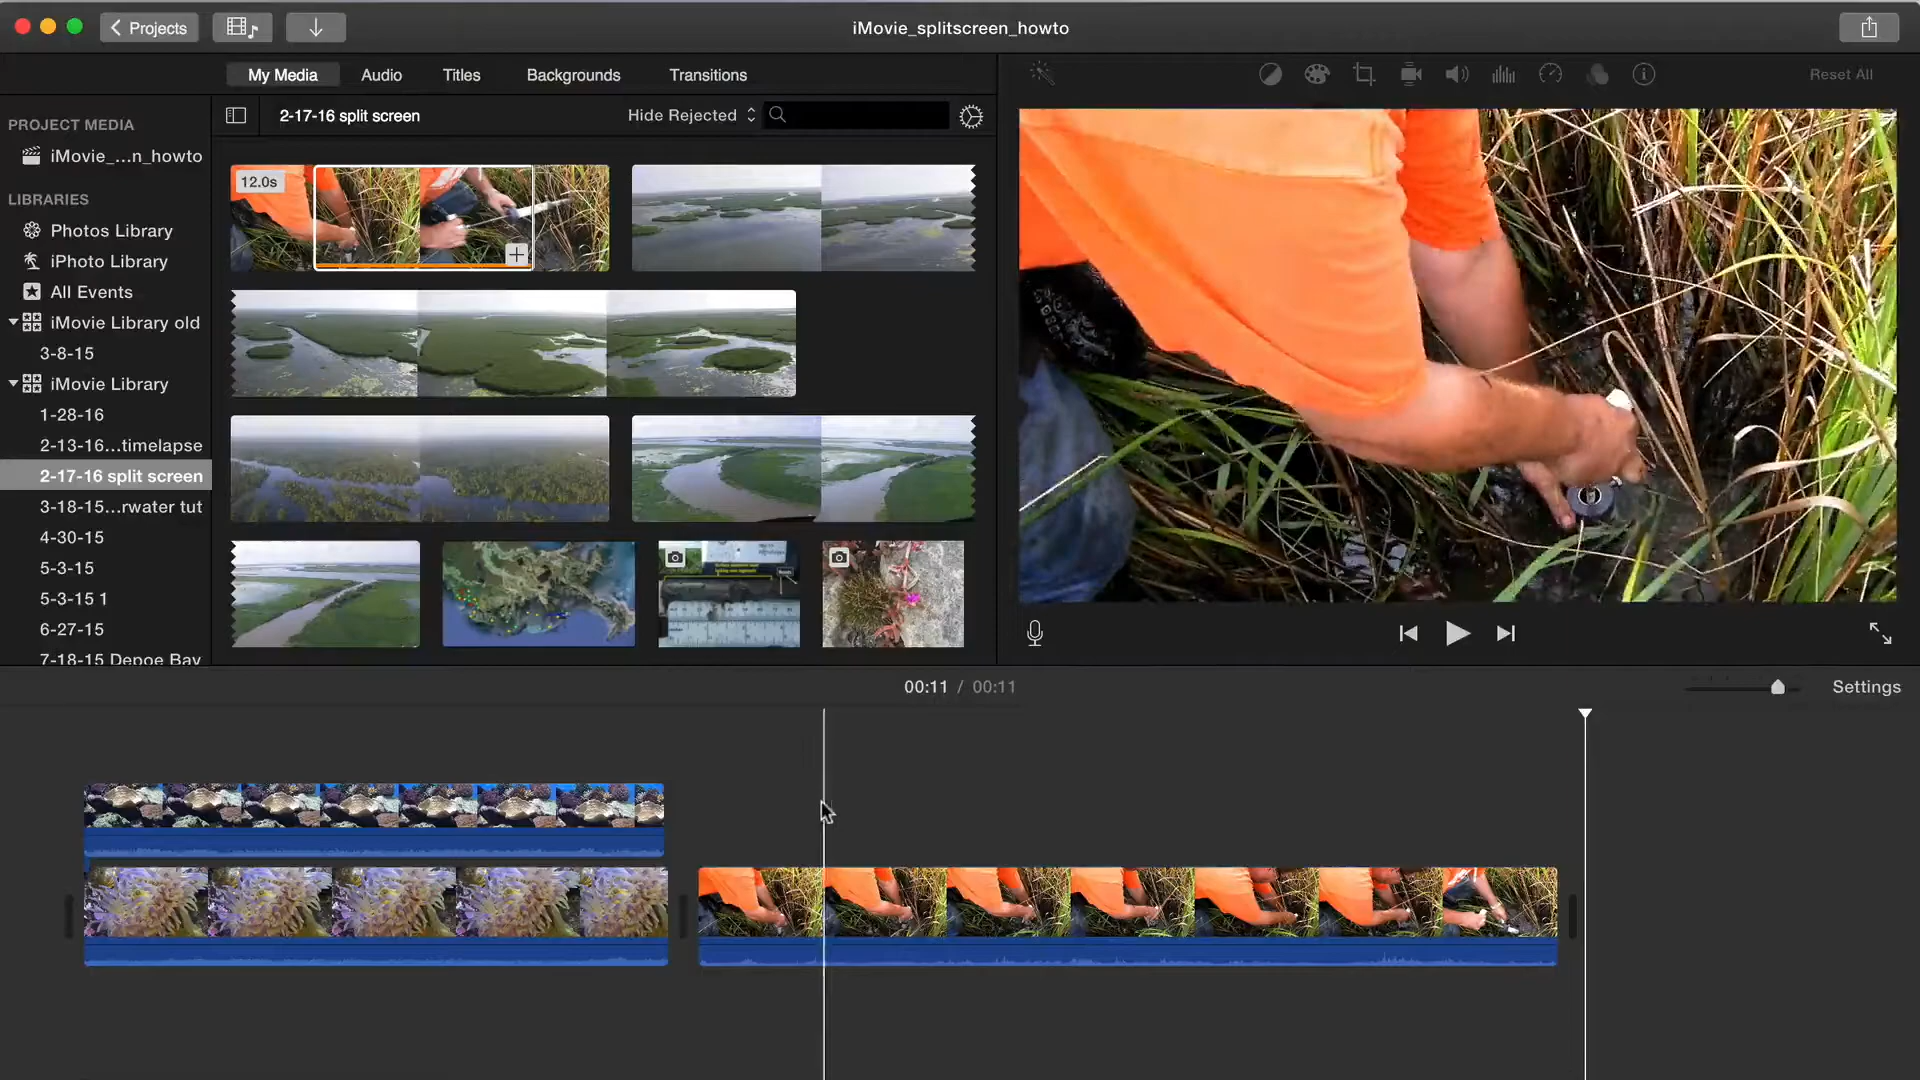 Projects
iMovie_splitscreen_howto
My Media
Audio
Titles
Backgrounds
Transitions
Reset All
2-17-16 split screen
Hide Rejected
PROJECT MEDIA
iMovie_...n_howto
LIBRARIES
Photos Library
iPhoto Library
All Events
iMovie Library old
3-8-15
iMovie Library
1-28-16
2-13-16...timelapse
2-17-16 split screen
3-18-15...rwater tut
4-30-15
5-3-15
5-3-15 1
6-27-15
7-18-15 Depoe Bay
12.0s
00:11 / 00:11
Settings